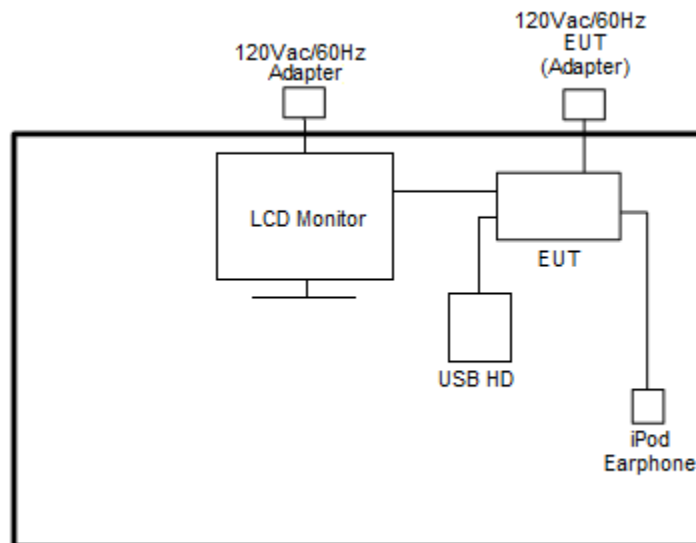 120Vac/60Hz
Adapter
120Vac/60Hz
EUT
(Adapter)
LCD Monitor
EUT
USB HD
iPod
Earphone